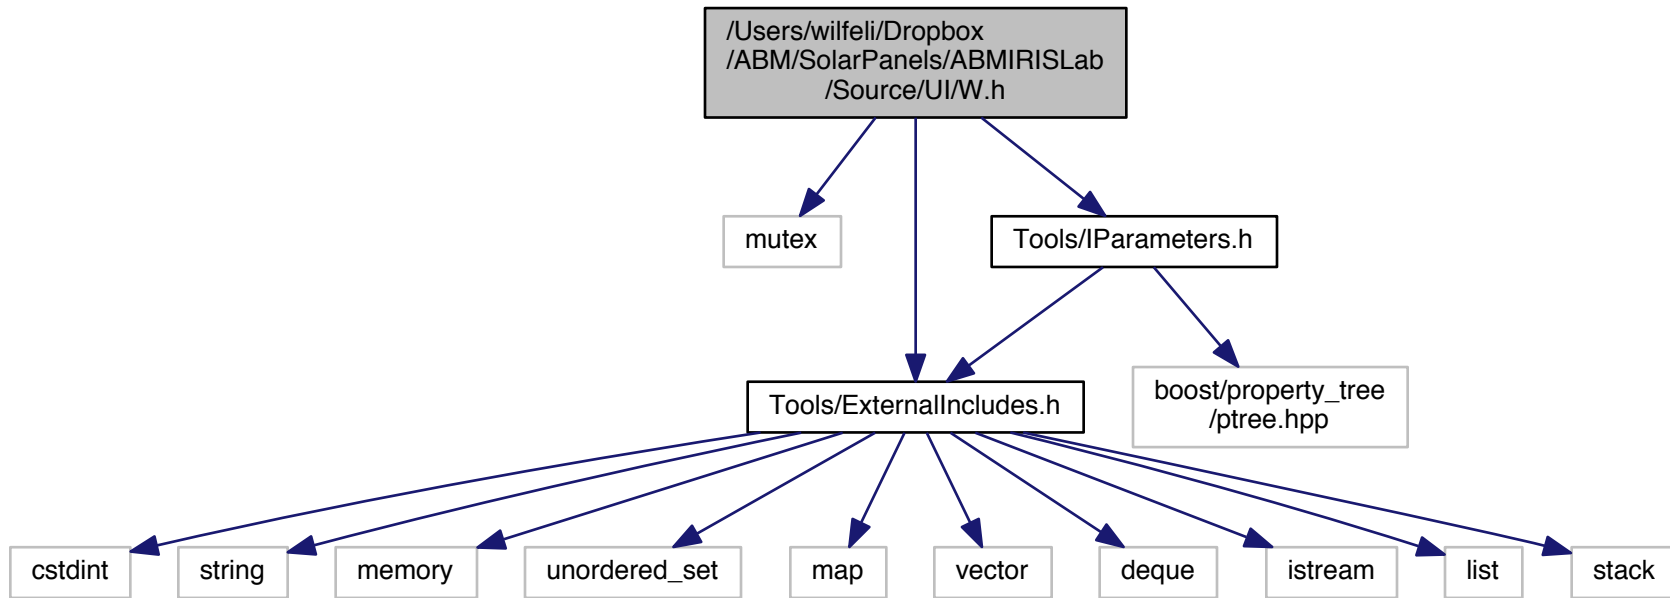 /Users/wilfeli/Dropbox
/ABM/SolarPanels/ABMIRISLab
/Source/UI/W.h
mutex
Tools/IParameters.h
Tools/ExternalIncludes.h
boost/property_tree
/ptree.hpp
cstdint
string
memory
unordered_set
map
vector
deque
istream
list
stack